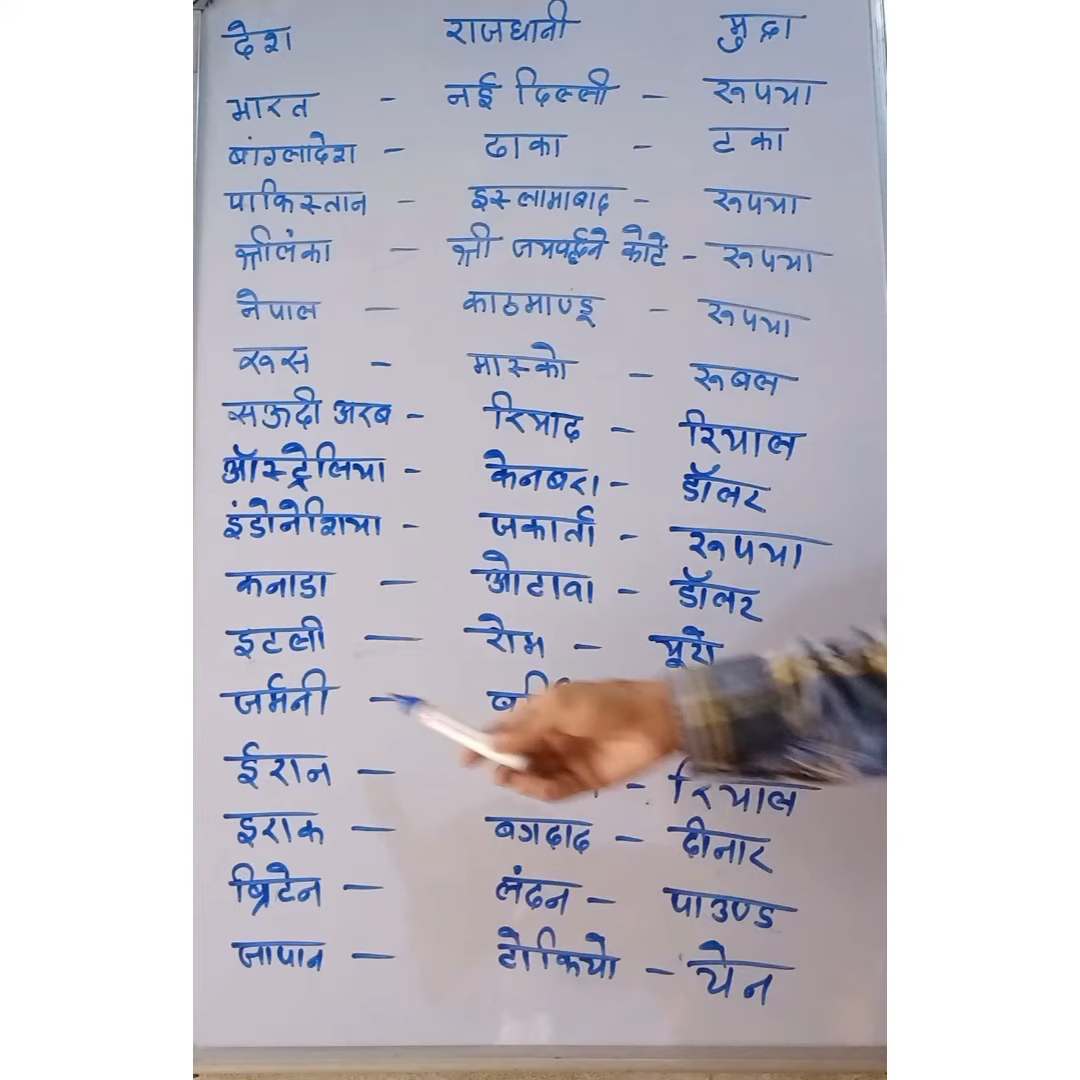 देश राजधानी मुद्रा
भारत - नई दिल्ली - रूपया
बांग्लादेश - ढाका - टका
पाकिस्तान - इस्लामाबाद - रूपया
श्रीलंका - श्री जयवर्द्धने कोटे - रूपया
नेपाल - काठमाण्डू - रूपया
रूस - मास्को - रूबल
सऊदी अरब - रियाद - रियाल
ऑस्ट्रेलिया - केनबरा - डॉलर
इंडोनेशिया - जकार्ता - रूपया
कनाडा - ओटावा - डॉलर
इटली - रोम - यूरो
जर्मनी -
ईरान - - रियाल
इराक - बगदाद - दीनार
ब्रिटेन - लंदन - पाउण्ड
जापान - टोकियो - येन